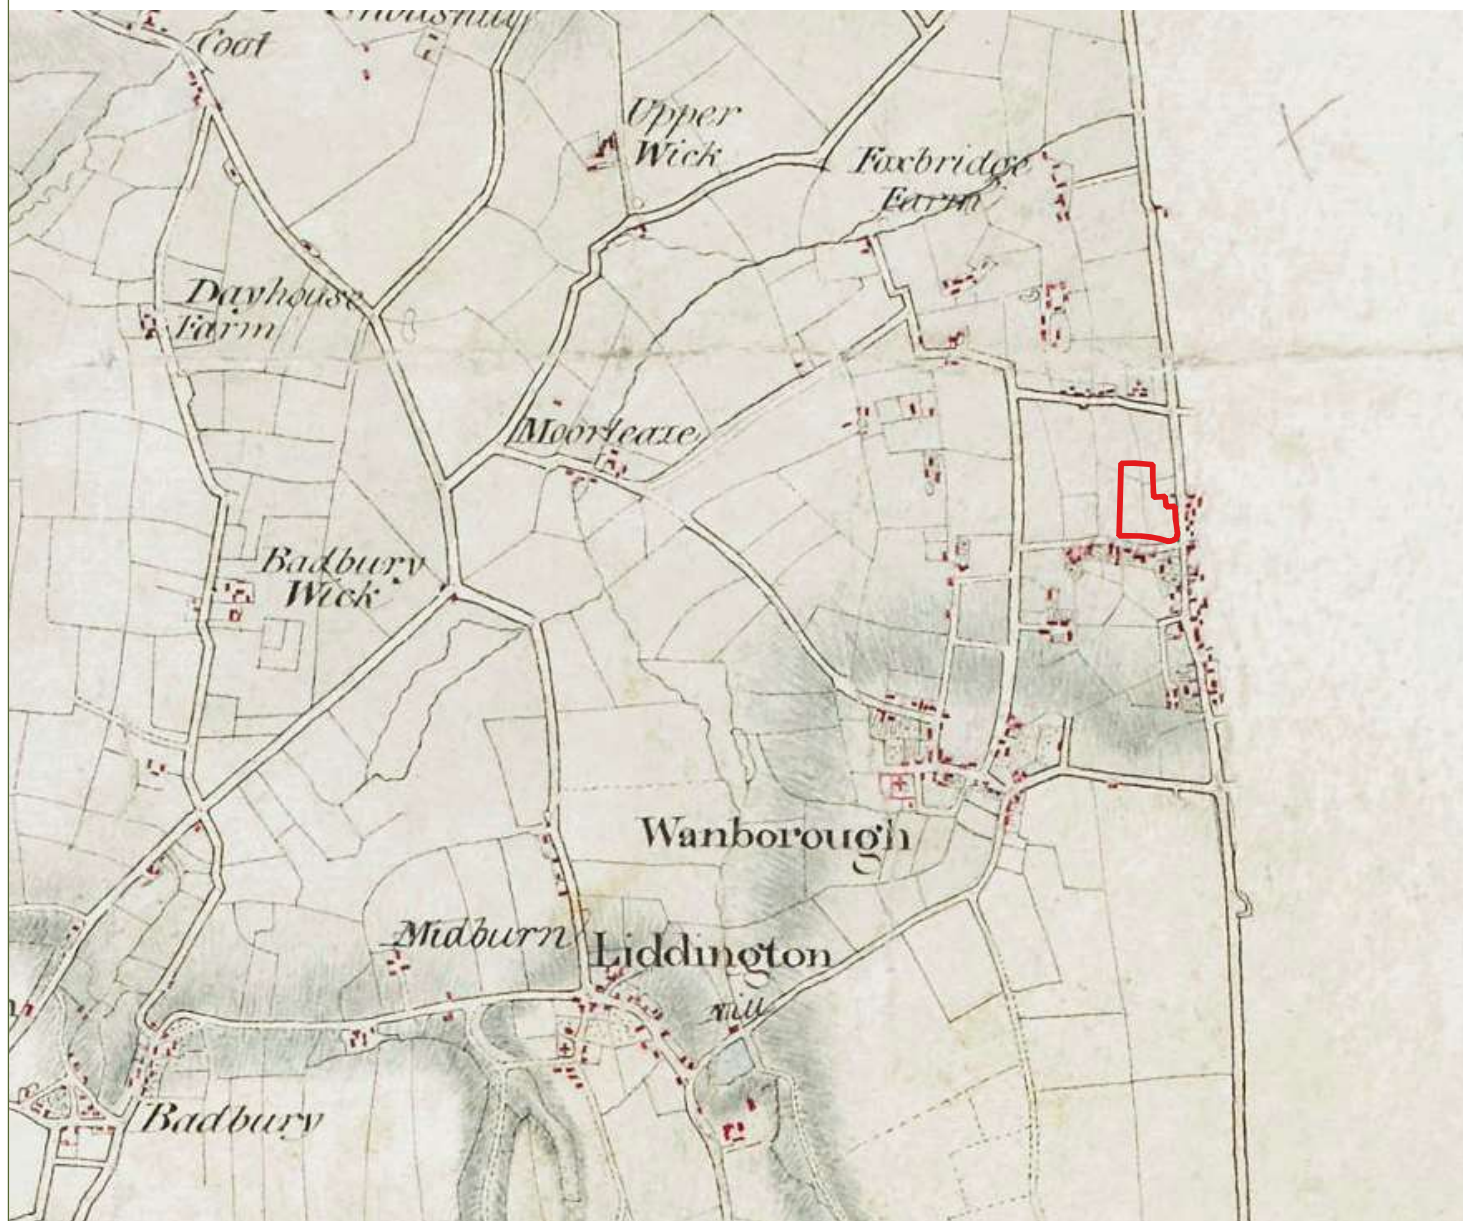 Coat
Upper
Wick
Foxbridge
Farm
Dayhouse
Farm
Moorleaze
Badbury
Wick
Wanborough
Midburn
Liddington
mill
Badbury